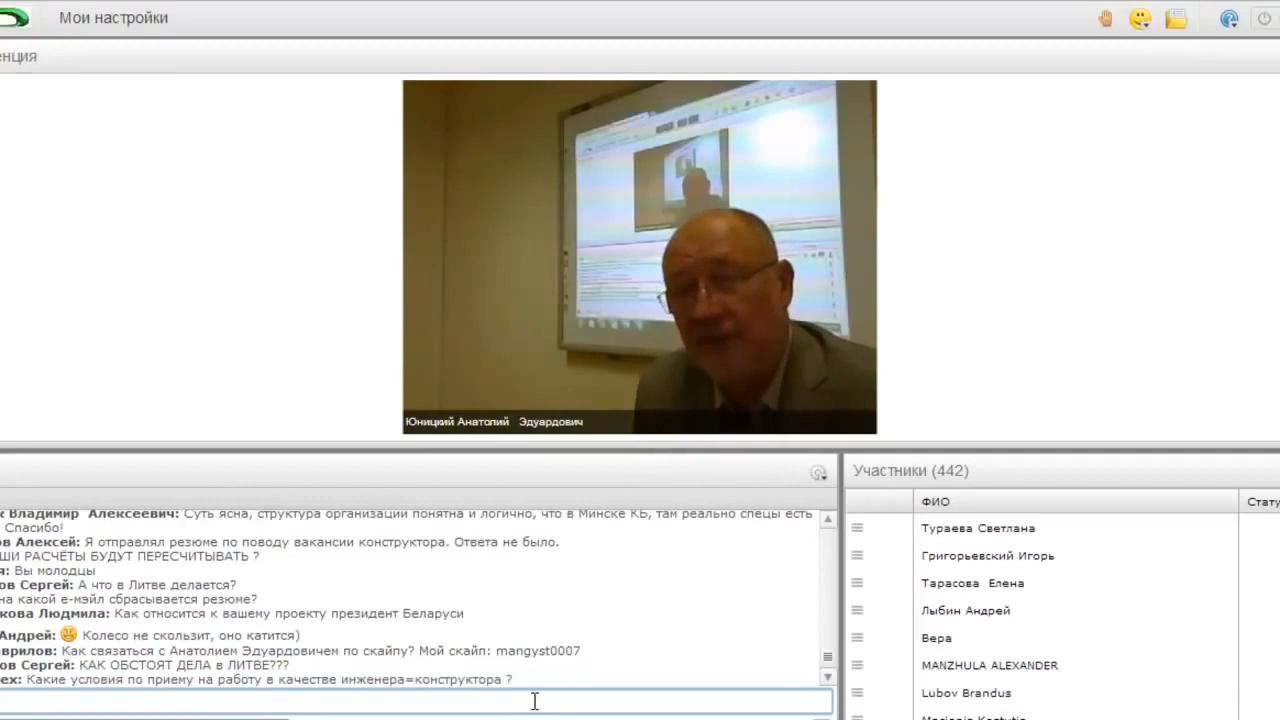 Мои настройки
енция
Юницкий Анатолий Эдуардович
Участники (442)
ФИО
Стату
к Владимир Алексеевич: Суть ясна, структура организации понятна и логично, что в Минске КБ, там реально спецы есть
Спасибо!
ов Алексей: Я отправлял резюме по поводу вакансии конструктора. Ответа не было.
ШИ РАСЧЁТЫ БУДУТ ПЕРЕСЧИТЫВАТЬ ?
я: Вы молодцы
ов Сергей: А что в Литве делается?
на какой е-мэйл сбрасывается резюме?
кова Людмила: Как относится к вашему проекту президент Беларуси
Андрей: Колесо не скользит, оно катится)
врилов: Как связаться с Анатолием Эдуардовичем по скайпу? Мой скайп: mangyst0007
ов Сергей: КАК ОБСТОЯТ ДЕЛА в ЛИТВЕ???
ех: Какие условия по приему на работу в качестве инженера=конструктора ?
Тураева Светлана
Григорьевский Игорь
Тарасова Елена
Лыбин Андрей
Вера
MANZHULA ALEXANDER
Lubov Brandus